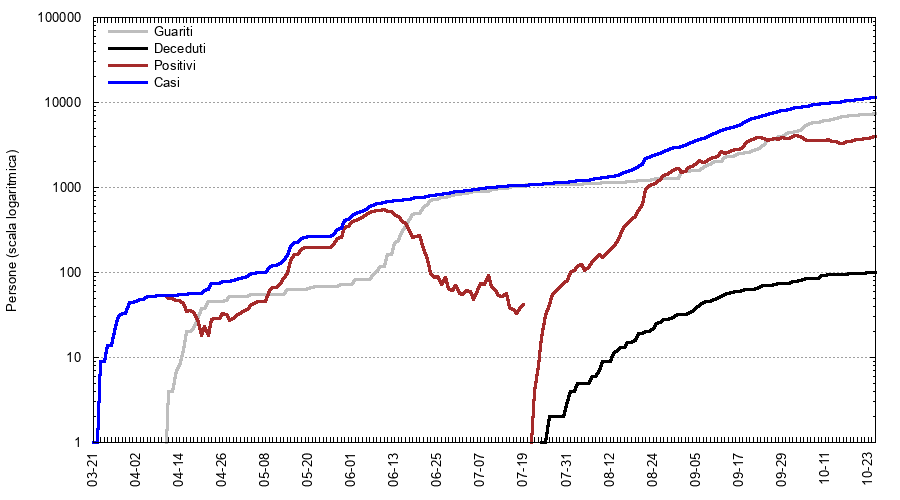 100000
10000
1000
100
10
1
Persone (scala logaritmica)
Guariti
Deceduti
Positivi
Casi
03-21 04-02 04-14 04-26 05-08 05-20 06-01 06-13 06-25 07-07 07-19 07-31 08-12 08-24 09-05 09-17 09-29 10-11 10-23